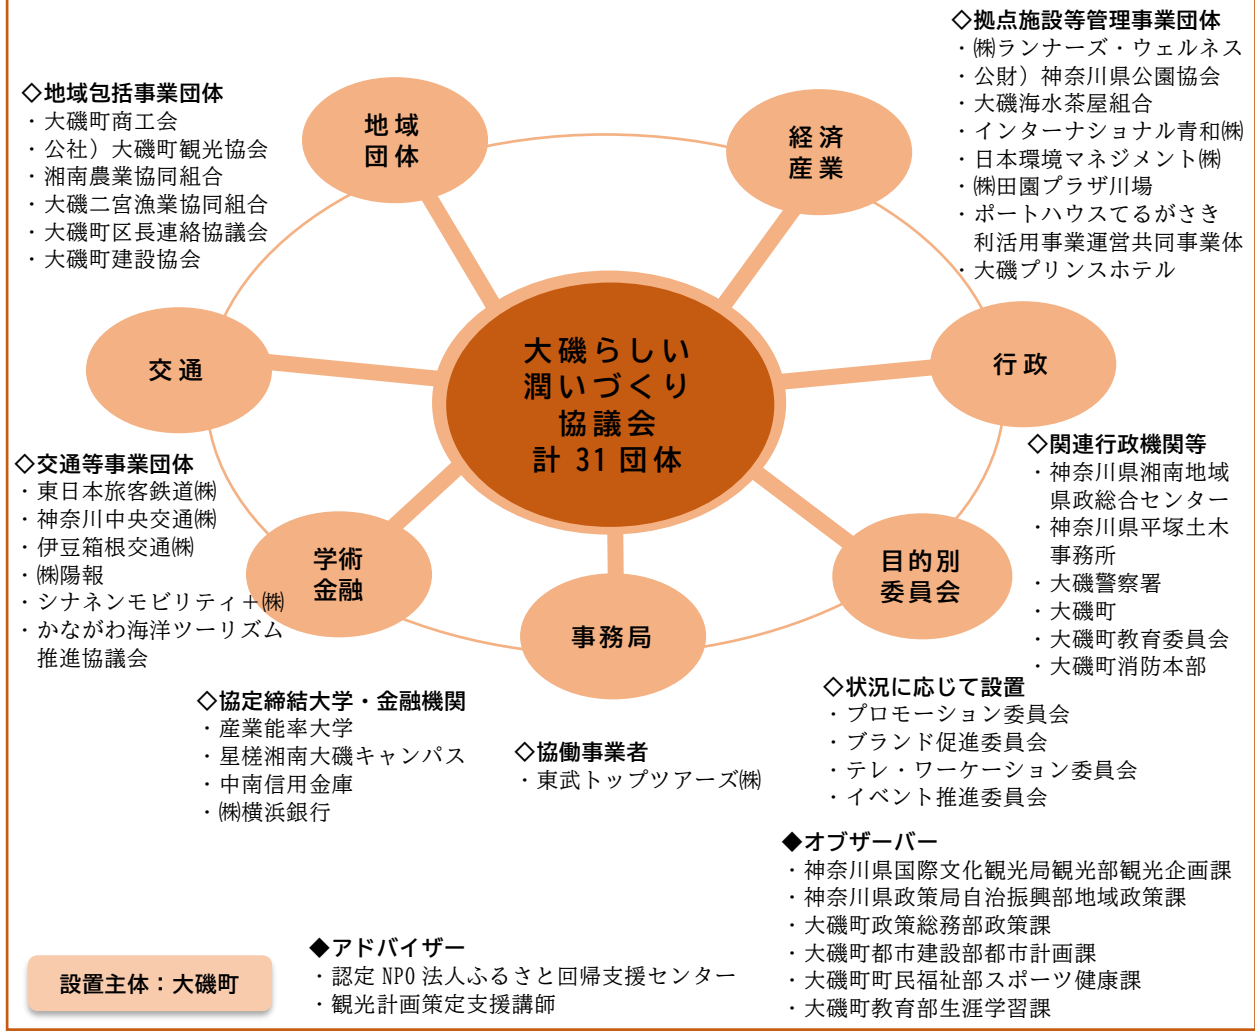 ◇拠点施設等管理事業団体
・㈱ランナーズ・ウェルネス
・公財）神奈川県公園協会
・大磯海水茶屋組合
・インターナショナル青和㈱
・日本環境マネジメント㈱
・㈱田園プラザ川場
・ポートハウスてるがさき
利活用事業運営共同事業体
・大磯プリンスホテル
◇地域包括事業団体
・大磯町商工会
・公社）大磯町観光協会
・湘南農業協同組合
・大磯二宮漁業協同組合
・大磯町区長連絡協議会
・大磯町建設協会
地域
団体
経済
産業
交通
行政
大磯らしい
潤いづくり
協議会
計 31 団体
◇交通等事業団体
・東日本旅客鉄道㈱
・神奈川中央交通㈱
・伊豆箱根交通㈱
・㈱陽報
・シナネンモビリティ＋㈱
・かながわ海洋ツーリズム
推進協議会
◇関連行政機関等
・神奈川県湘南地域
県政総合センター
・神奈川県平塚土木
事務所
・大磯警察署
・大磯町
・大磯町教育委員会
・大磯町消防本部
学術
金融
事務局
目的別
委員会
◇協定締結大学・金融機関
・産業能率大学
・星槎湘南大磯キャンパス
・中南信用金庫
・㈱横浜銀行
◇協働事業者
・東武トップツアーズ㈱
◇状況に応じて設置
・プロモーション委員会
・ブランド促進委員会
・テレ・ワーケーション委員会
・イベント推進委員会
◆オブザーバー
・神奈川県国際文化観光局観光部観光企画課
・神奈川県政策局自治振興部地域政策課
・大磯町政策総務部政策課
・大磯町都市建設部都市計画課
・大磯町町民福祉部スポーツ健康課
・大磯町教育部生涯学習課
◆アドバイザー
・認定 NPO 法人ふるさと回帰支援センター
・観光計画策定支援講師
設置主体：大磯町